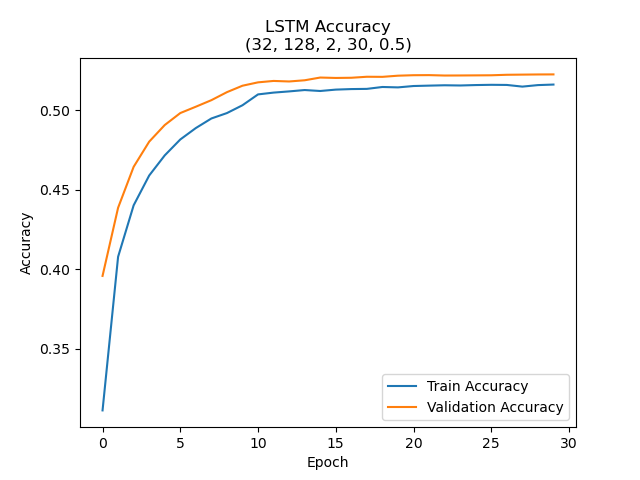 LSTM Accuracy
(32, 128, 2, 30, 0.5)
0.50
0.45
0.40
0.35
Accuracy
Train Accuracy
Validation Accuracy
0 5 10 15 20 25 30
Epoch